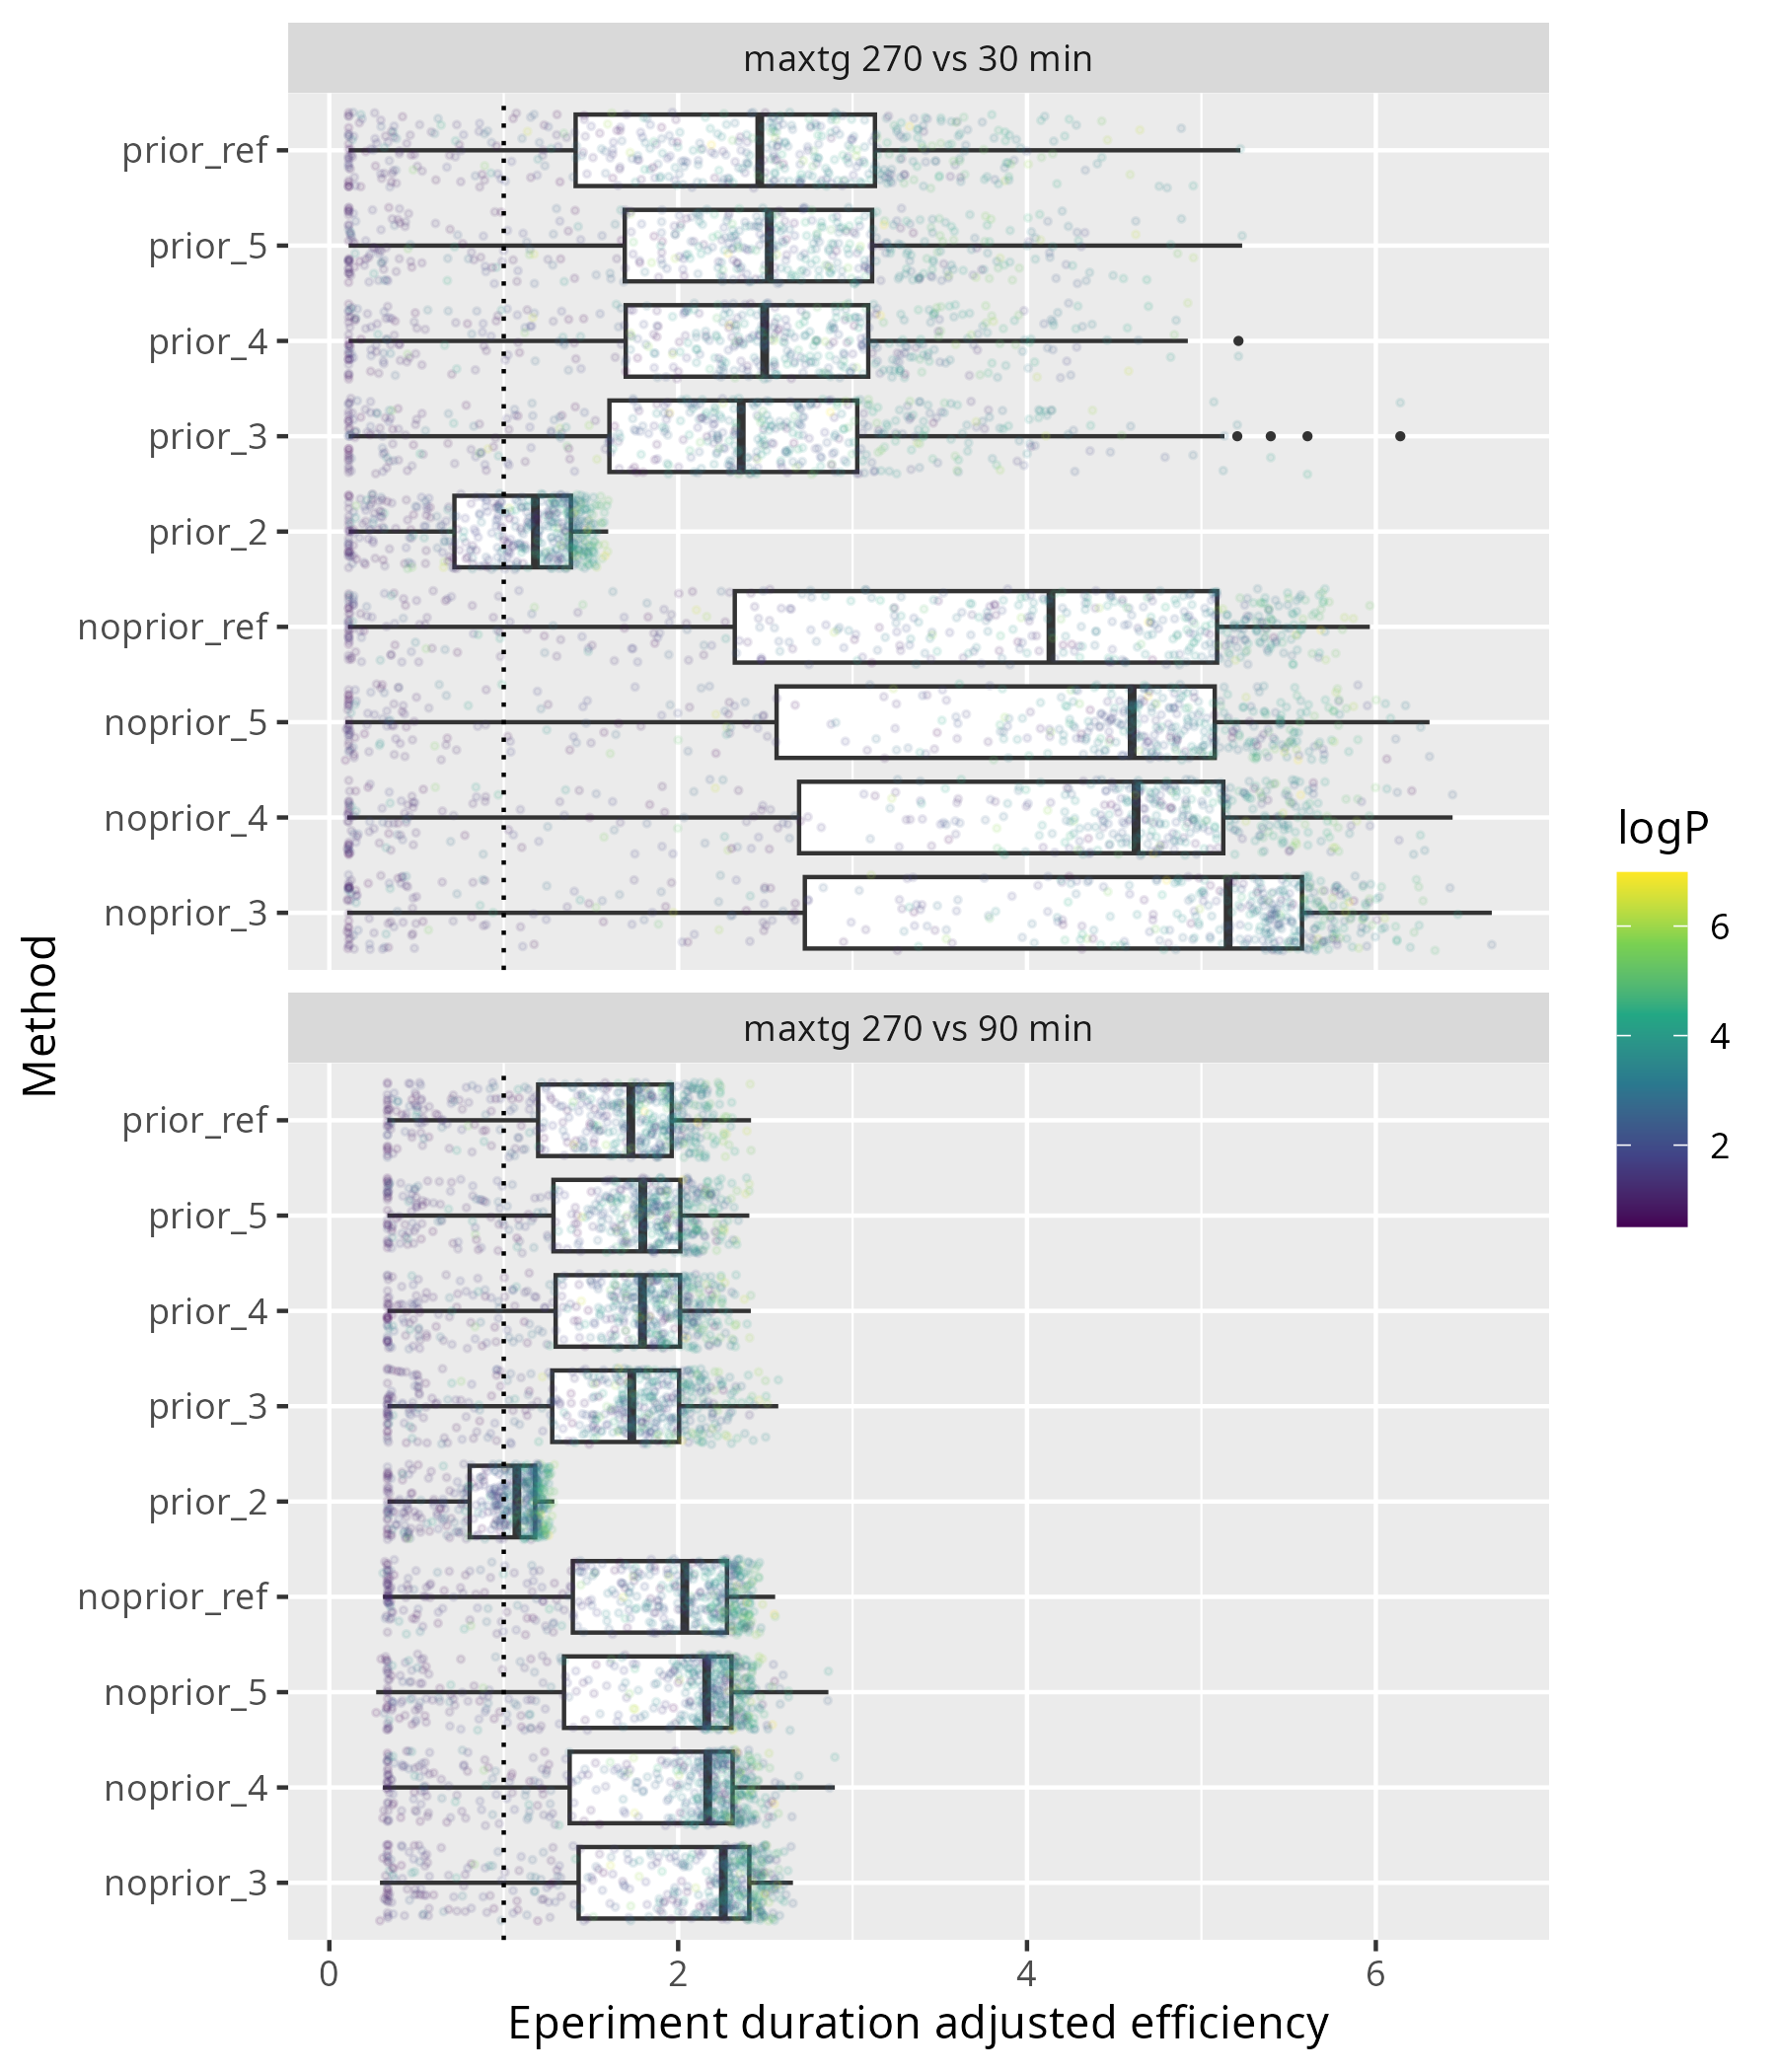 maxtg 270 vs 30 min
prior_ref
prior_5
prior_4
prior_3
prior_2
noprior_ref
noprior_5
noprior_4
noprior_3
maxtg 270 vs 90 min
prior_ref
prior_5
prior_4
prior_3
prior_2
noprior_ref
noprior_5
noprior_4
noprior_3
0 2 4 6
Eperiment duration adjusted efficiency
Method
logP
6
4
2